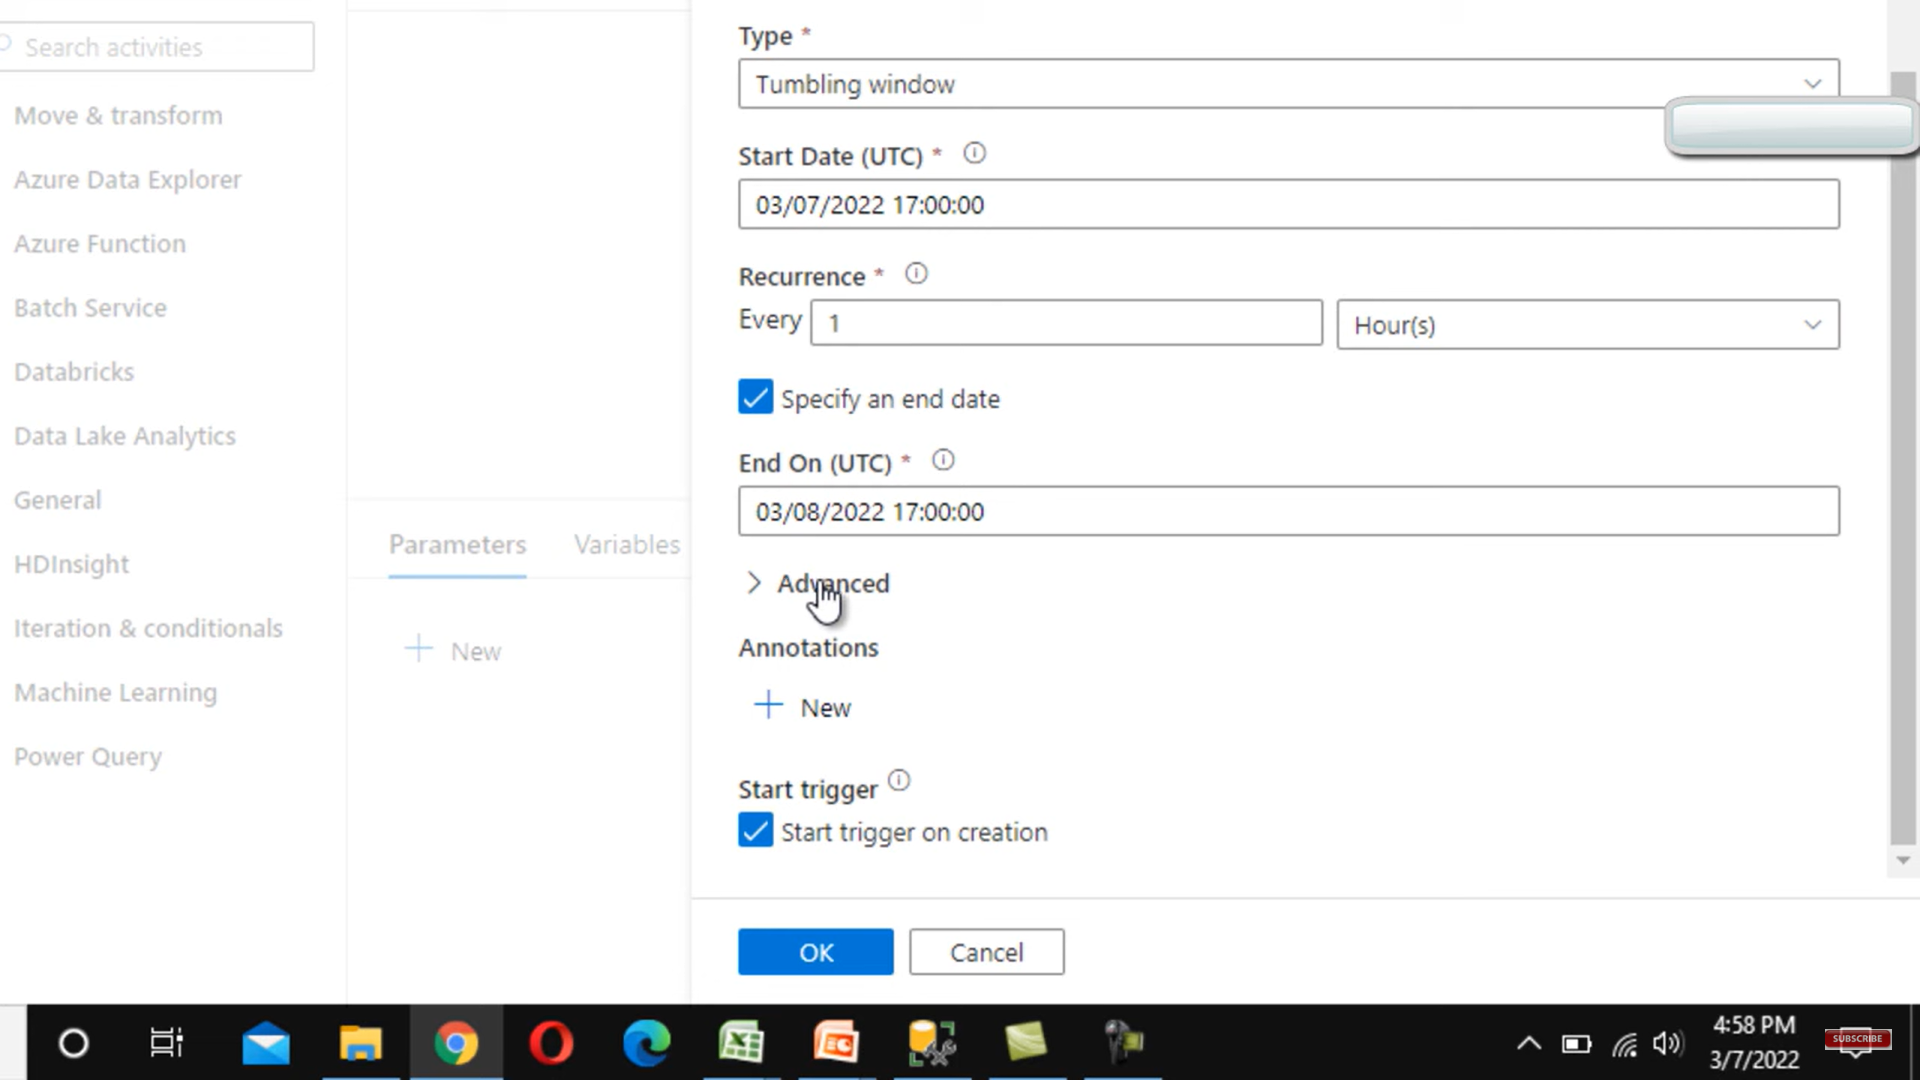 Search activities
Move & transform
Azure Data Explorer
Azure Function
Batch Service
Databricks
Data Lake Analytics
General
HDInsight
Iteration & conditionals
Machine Learning
Power Query
Parameters Variables
New
Type *
Tumbling window
Start Date (UTC) *
03/07/2022 17:00:00
Recurrence *
Every 1 Hour(s)
Specify an end date
End On (UTC) *
03/08/2022 17:00:00
Advanced
Annotations
New
Start trigger
Start trigger on creation
OK Cancel
4:58 PM
3/7/2022
SUBSCRIBE